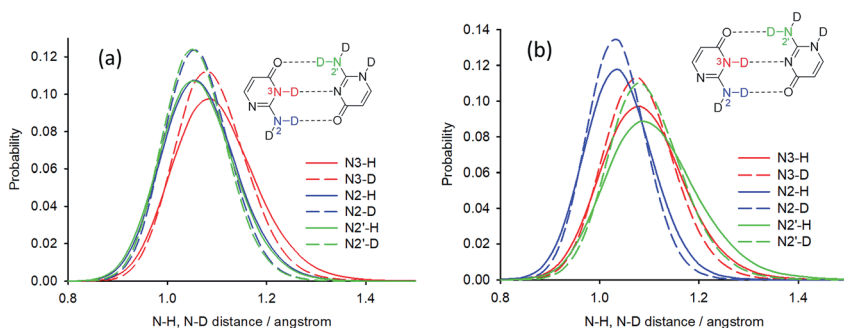 (a)
Probability
0.12
0.10
0.08
0.06
0.04
0.02
0.00
0.8
1.0
1.2
1.4
N-H, N-D distance / angstrom
O
D
D
D-N
2'
N
3
N-D
N
N
N-D
2
D
O
N3-H
N3-D
N2-H
N2-D
N2'-H
N2'-D
(b)
Probability
0.14
0.12
0.10
0.08
0.06
0.04
0.02
0.00
0.8
1.0
1.2
1.4
N-H, N-D distance / angstrom
D
D
D-N
2'
O
N
3
N-D
N
N
N-D
2
D
O
N3-H
N3-D
N2-H
N2-D
N2'-H
N2'-D